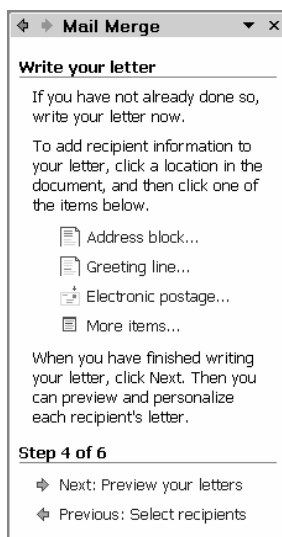 Mail Merge
Write your letter
If you have not already done so,
write your letter now.
To add recipient information to
your letter, click a location in the
document, and then click one of
the items below.
Address block...
Greeting line...
Electronic postage...
More items...
When you have finished writing
your letter, click Next. Then you
can preview and personalize
each recipient's letter.
Step 4 of 6
Next: Preview your letters
Previous: Select recipients